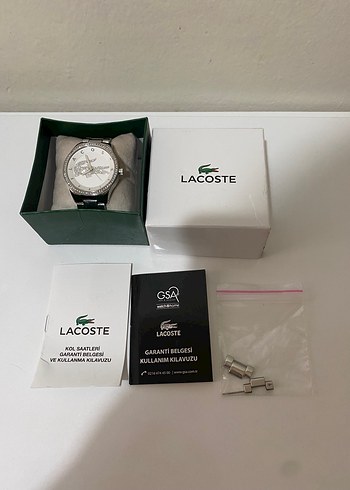 LACOSTE
LACOSTE
KOL SAATLERİ
GARANTİ BELGESİ
VE KULLANMA KILAVUZU
GSA
LACOSTE
GARANTİ BELGESİ
KULLANIM KILAVUZU